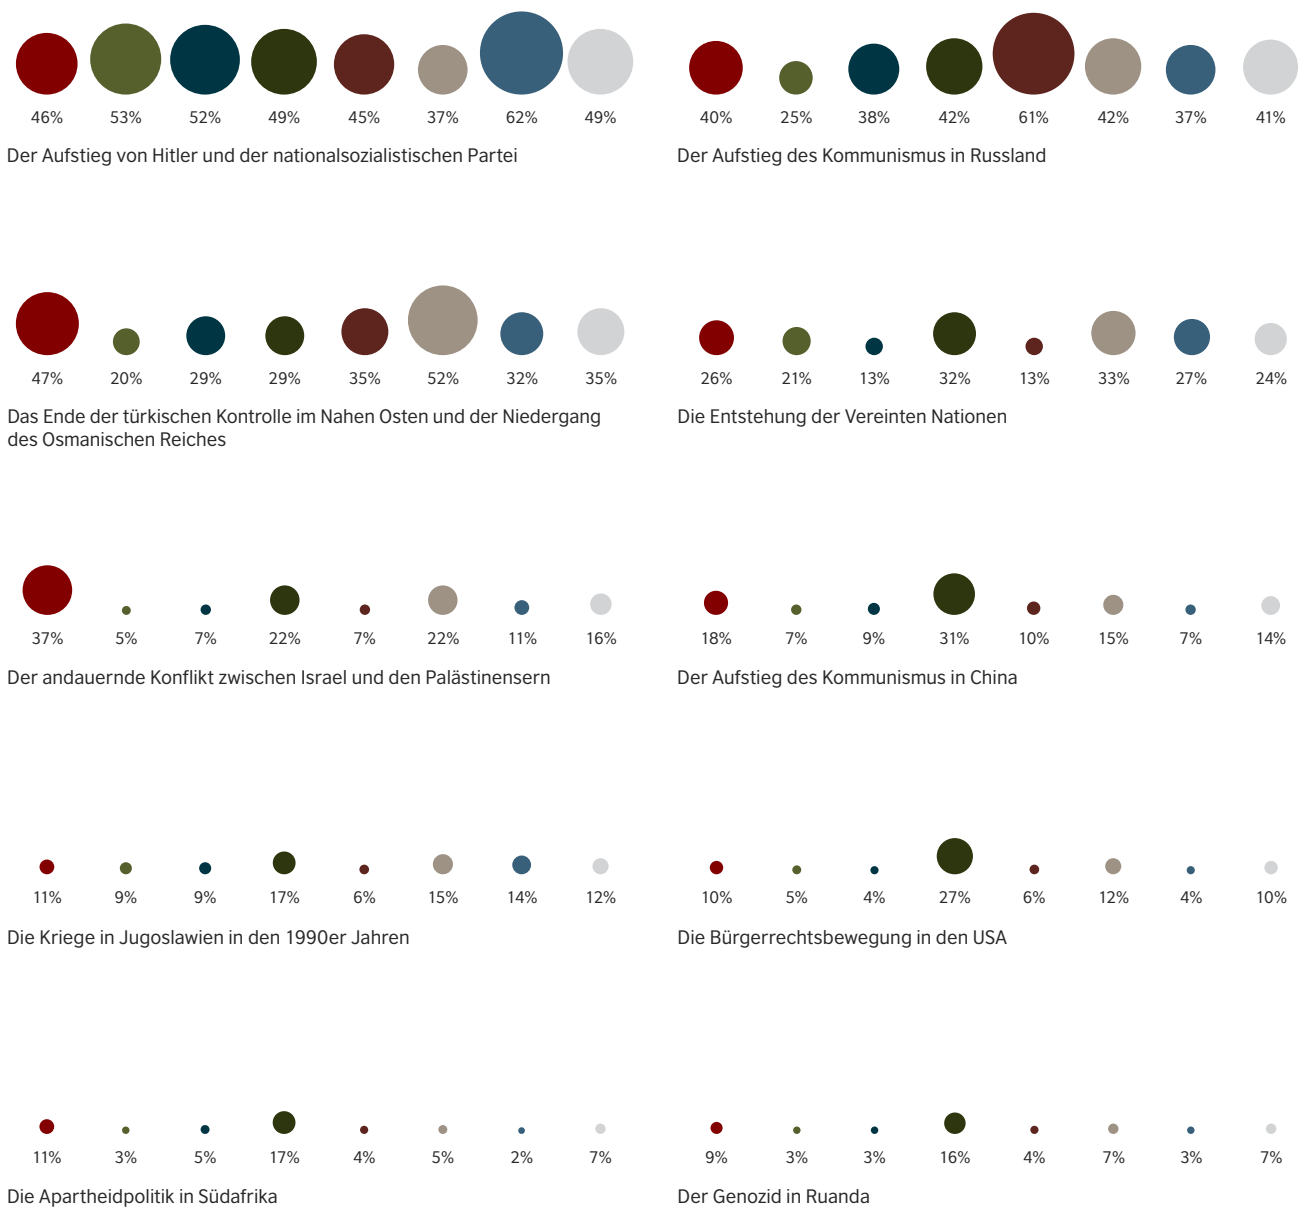 46% 53% 52% 49% 45% 37% 62% 49%
Der Aufstieg von Hitler und der nationalsozialistischen Partei
40% 25% 38% 42% 61% 42% 37% 41%
Der Aufstieg des Kommunismus in Russland
47% 20% 29% 29% 35% 52% 32% 35%
Das Ende der türkischen Kontrolle im Nahen Osten und der Niedergang
des Osmanischen Reiches
26% 21% 13% 32% 13% 33% 27% 24%
Die Entstehung der Vereinten Nationen
37% 5% 7% 22% 7% 22% 11% 16%
Der andauernde Konflikt zwischen Israel und den Palästinensern
18% 7% 9% 31% 10% 15% 7% 14%
Der Aufstieg des Kommunismus in China
11% 9% 9% 17% 6% 15% 14% 12%
Die Kriege in Jugoslawien in den 1990er Jahren
10% 5% 4% 27% 6% 12% 4% 10%
Die Bürgerrechtsbewegung in den USA
11% 3% 5% 17% 4% 5% 2% 7%
Die Apartheidpolitik in Südafrika
9% 3% 3% 16% 4% 7% 3% 7%
Der Genozid in Ruanda